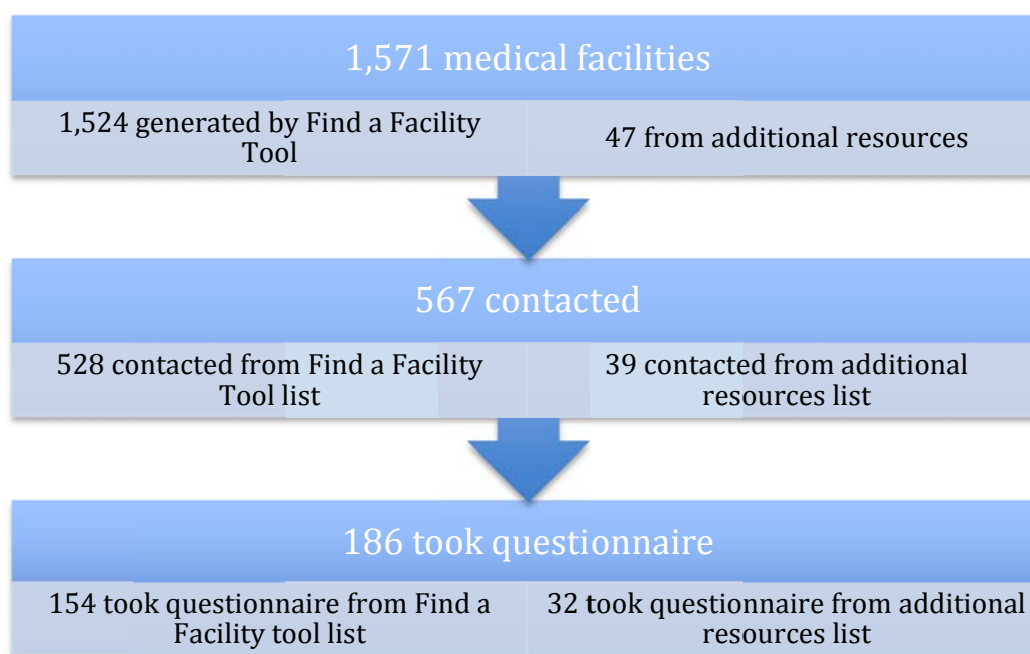 1,571 medical facilities
1,524 generated by Find a Facility
Tool
47 from additional resources
567 contacted
528 contacted from Find a Facility
Tool list
39 contacted from additional
resources list
186 took questionnaire
154 took questionnaire from Find a
Facility tool list
32 took questionnaire from additional
resources list